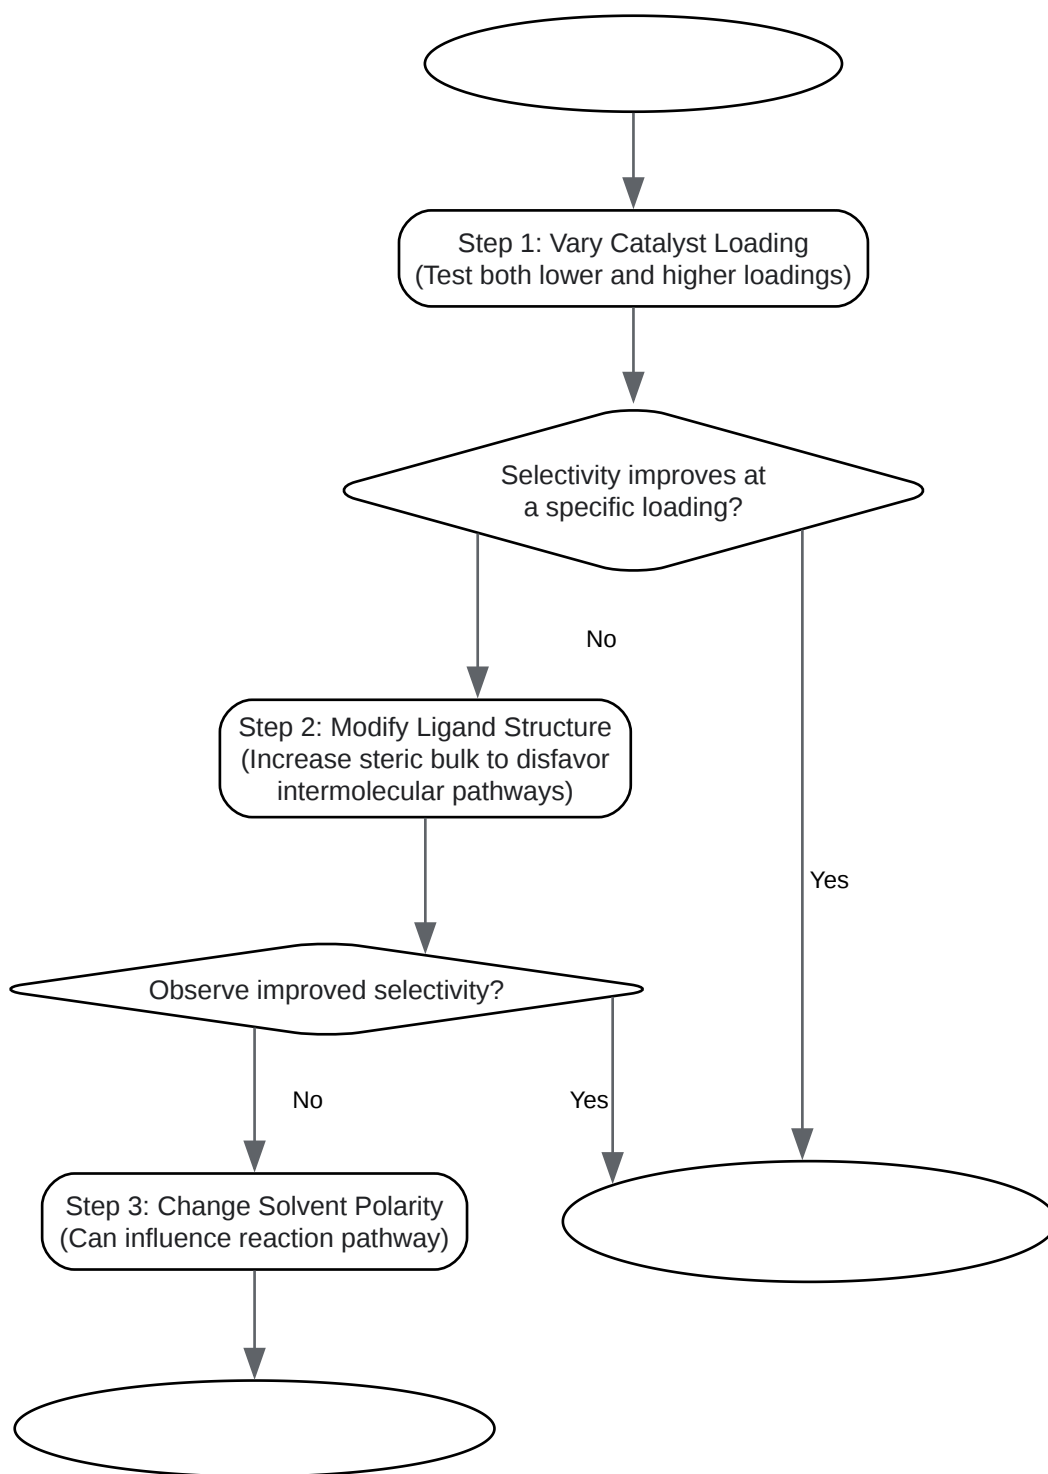 Step 1: Vary Catalyst Loading
(Test both lower and higher loadings)
Selectivity improves at
a specific loading?
No
Step 2: Modify Ligand Structure
(Increase steric bulk to disfavor
intermolecular pathways)
Yes
Observe improved selectivity?
No
Yes
Step 3: Change Solvent Polarity
(Can influence reaction pathway)